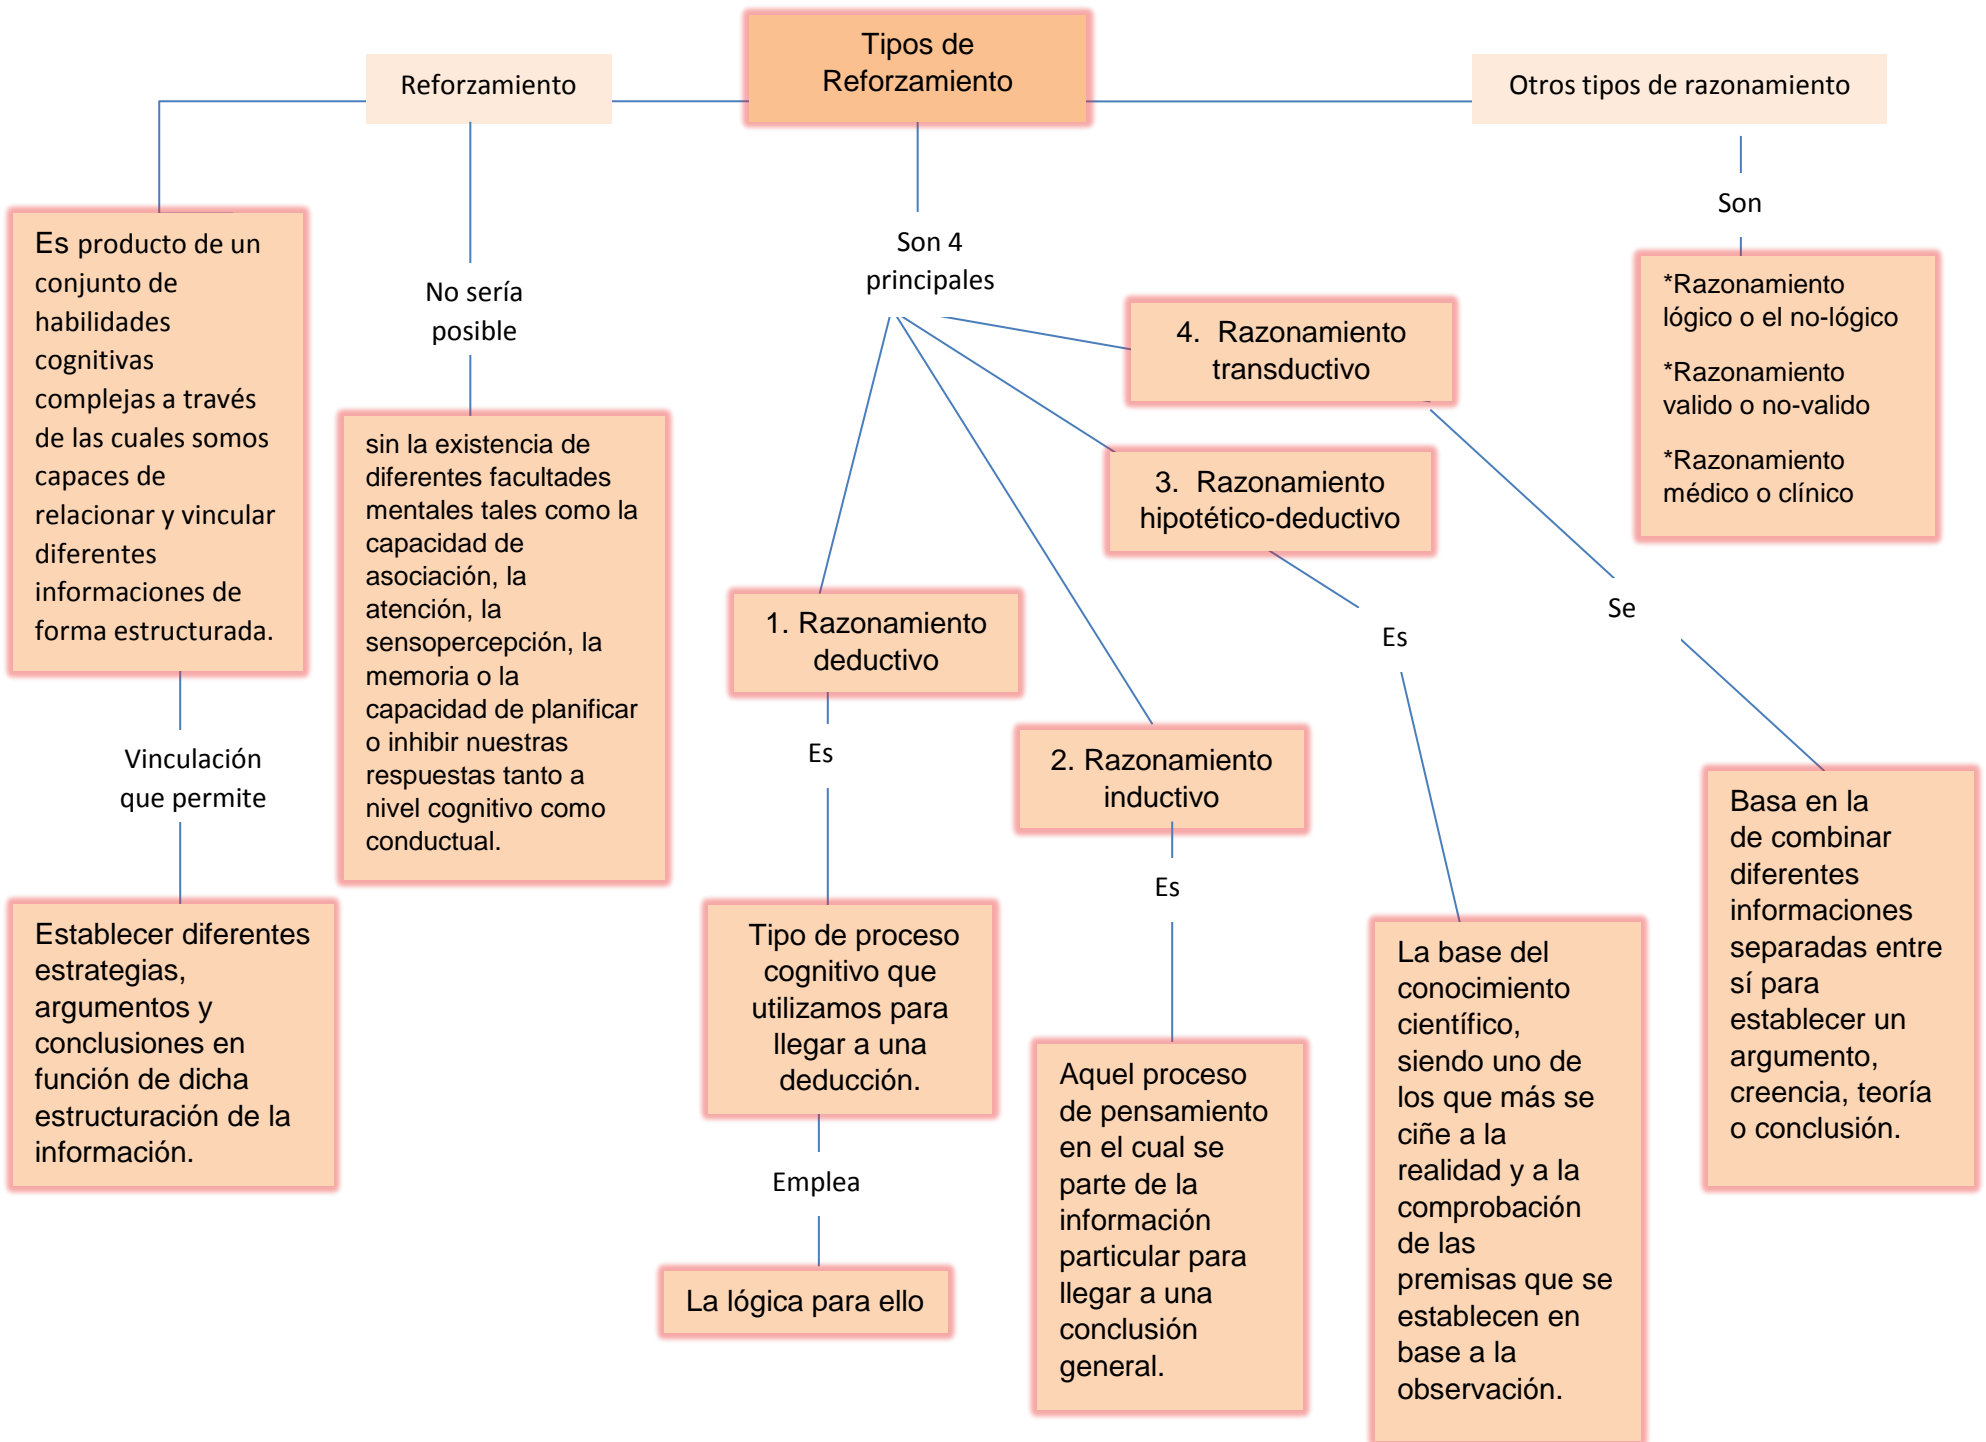 Tipos de
Reforzamiento
Reforzamiento
Otros tipos de razonamiento
Es producto de un
conjunto de
habilidades
cognitivas
complejas a través
de las cuales somos
capaces de
relacionar y vincular
diferentes
informaciones de
forma estructurada.
Vinculación
que permite
Establecer diferentes
estrategias,
argumentos y
conclusiones en
función de dicha
estructuración de la
información.
No sería
posible
sin la existencia de
diferentes facultades
mentales tales como la
capacidad de
asociación, la
atención, la
sensopercepción, la
memoria o la
capacidad de planificar
o inhibir nuestras
respuestas tanto a
nivel cognitivo como
conductual.
Son 4
principales
1. Razonamiento
deductivo
Es
Tipo de proceso
cognitivo que
utilizamos para
llegar a una
deducción.
Emplea
La lógica para ello
2. Razonamiento
inductivo
Es
Aquel proceso
de pensamiento
en el cual se
parte de la
información
particular para
llegar a una
conclusión
general.
3. Razonamiento
hipotético-deductivo
Es
La base del
conocimiento
científico,
siendo uno de
los que más se
ciñe a la
realidad y a la
comprobación
de las
premisas que se
establecen en
base a la
observación.
4. Razonamiento
transductivo
Se
Basa en la
de combinar
diferentes
informaciones
separadas entre
sí para
establecer un
argumento,
creencia, teoría
o conclusión.
Son
*Razonamiento
lógico o el no-lógico
*Razonamiento
valido o no-valido
*Razonamiento
médico o clínico